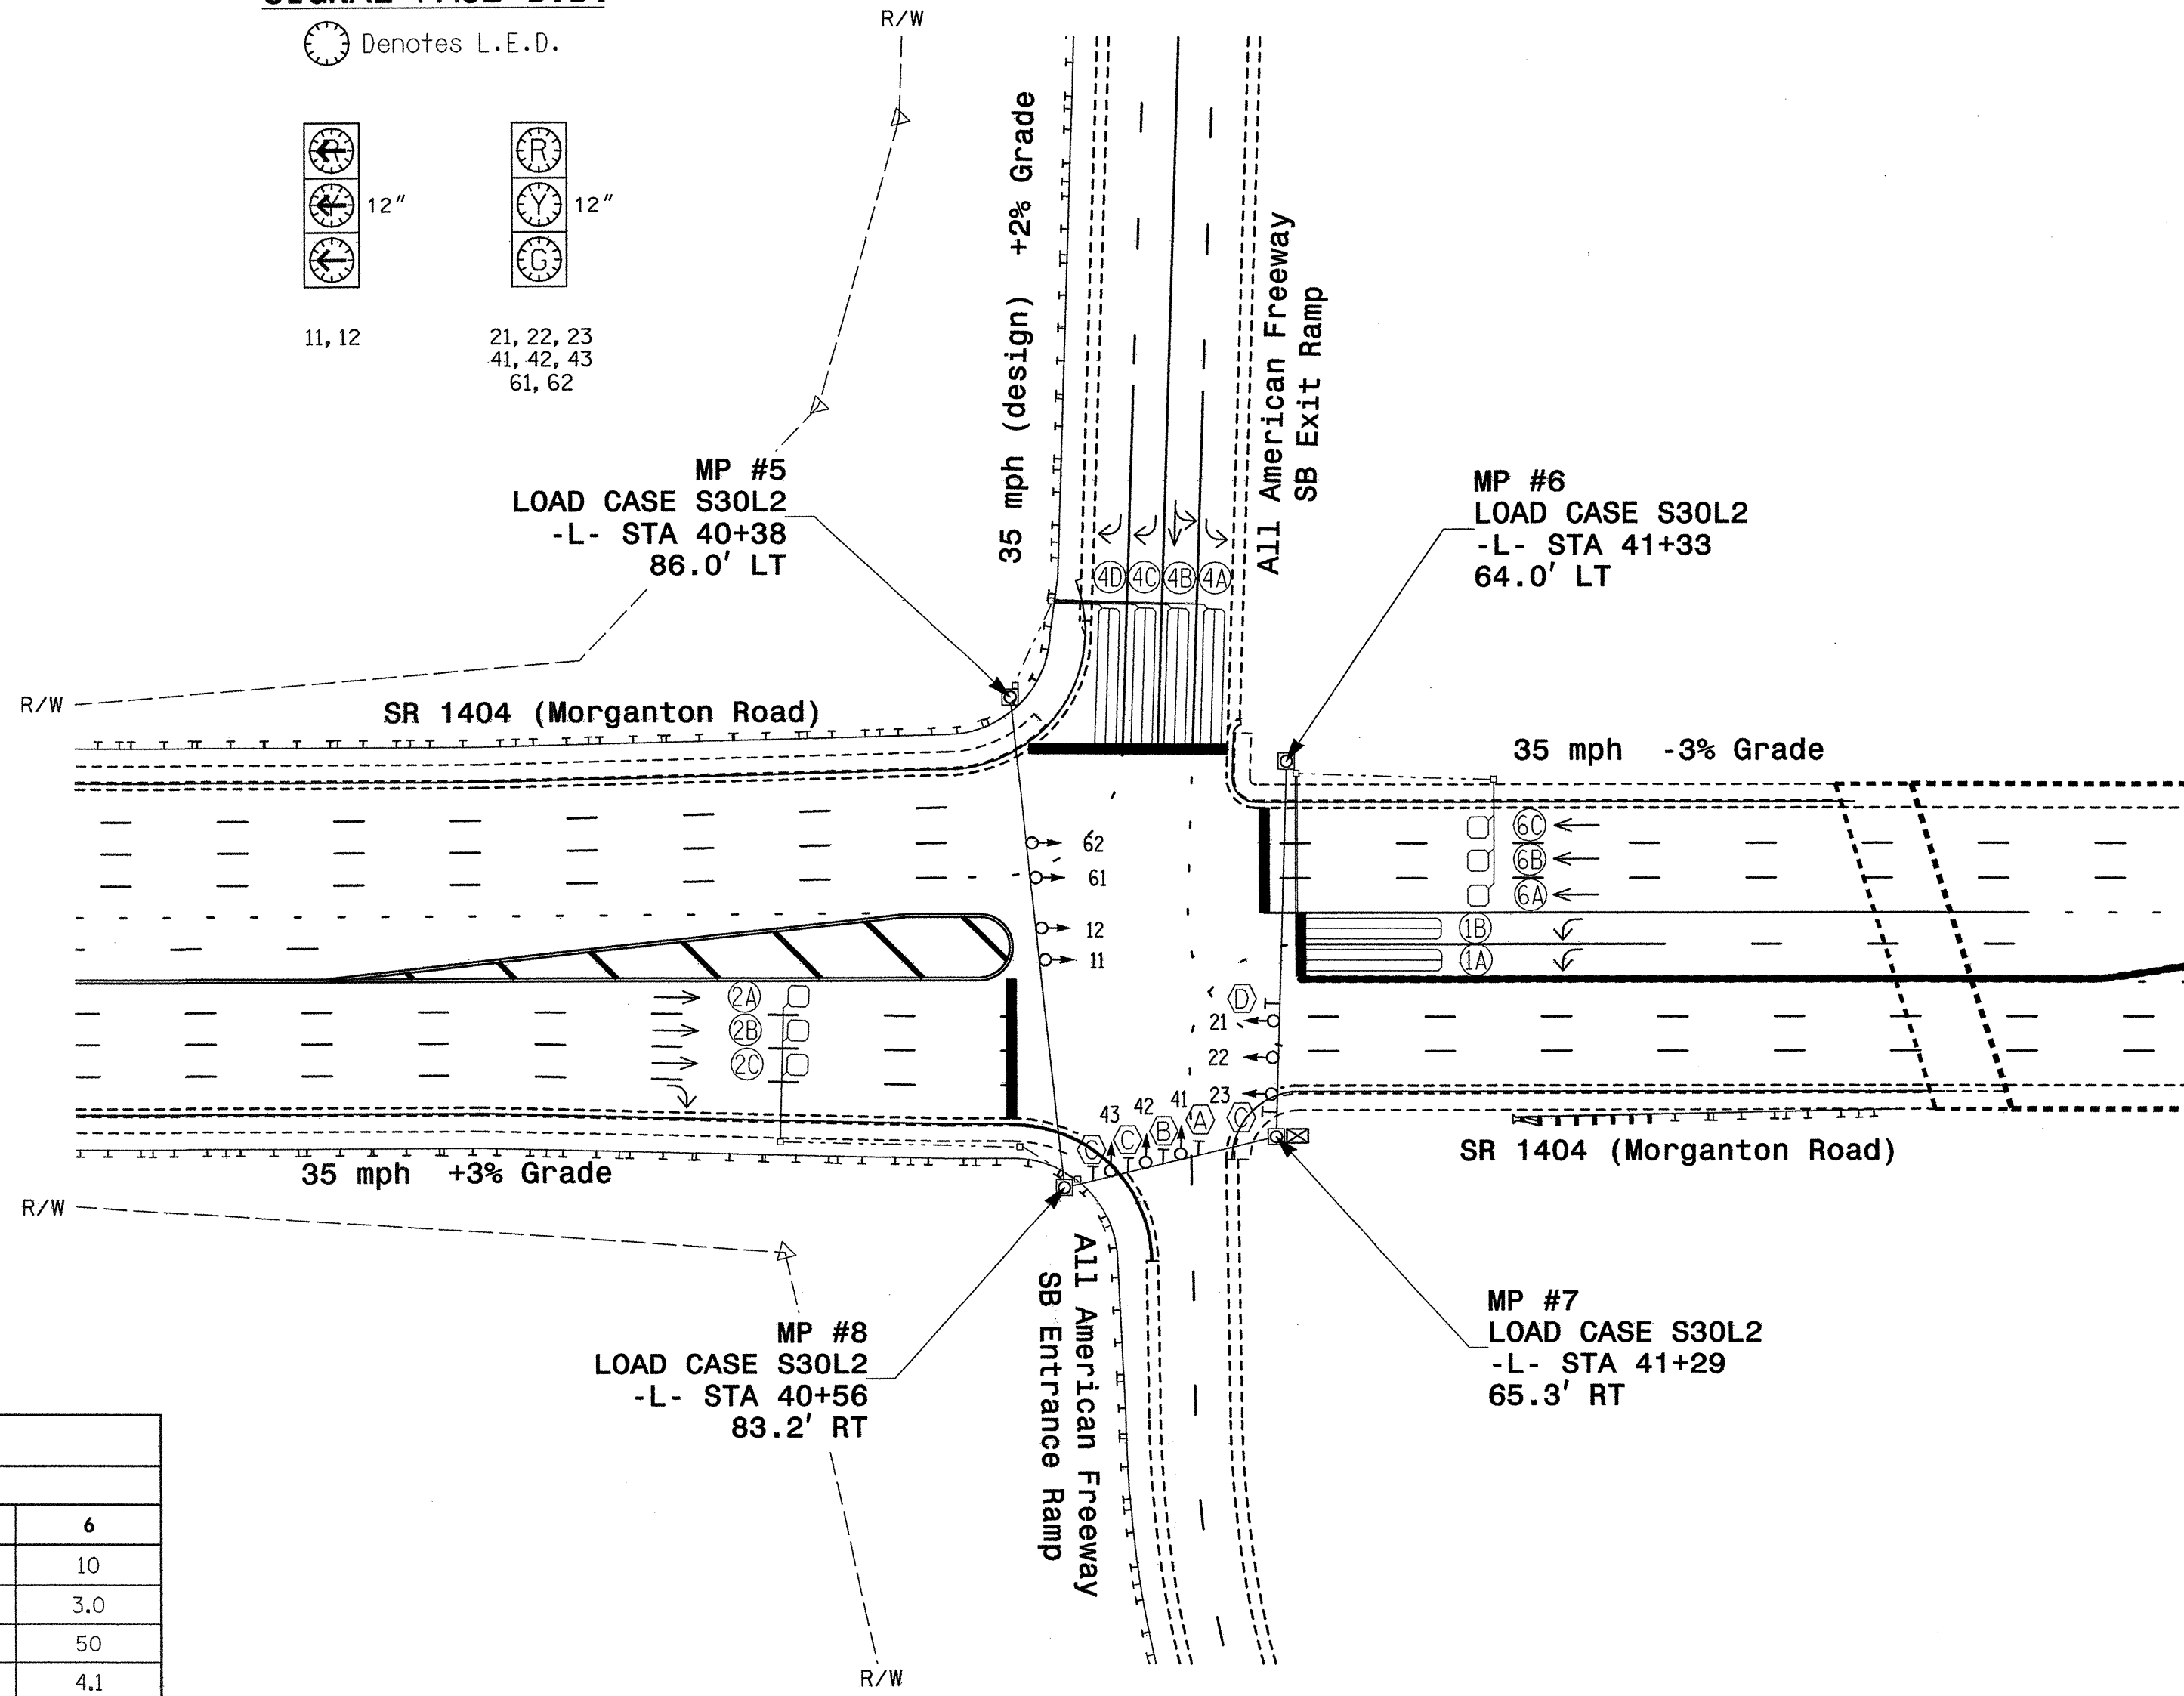 SIGNAL FACE I.D.
Denotes L.E.D.
R
Y
12"
R
Y
G
12"
11, 12
21, 22, 23
41, 42, 43
61, 62
R/W
35 mph (design) +2% Grade
All American Freeway
SB Exit Ramp
MP #5
LOAD CASE S30L2
-L- STA 40+38
86.0' LT
MP #6
LOAD CASE S30L2
-L- STA 41+33
64.0' LT
4D 4C 4B 4A
R/W
SR 1404 (Morganton Road)
35 mph -3% Grade
62
61
12
11
6C
6B
6A
1B
1A
2A
2B
2C
D
21
22
23
43 42 41
C C B A C
35 mph +3% Grade
SR 1404 (Morganton Road)
R/W
All American Freeway
SB Entrance Ramp
MP #8
LOAD CASE S30L2
-L- STA 40+56
83.2' RT
MP #7
LOAD CASE S30L2
-L- STA 41+29
65.3' RT
6
10
3.0
50
4.1
R/W